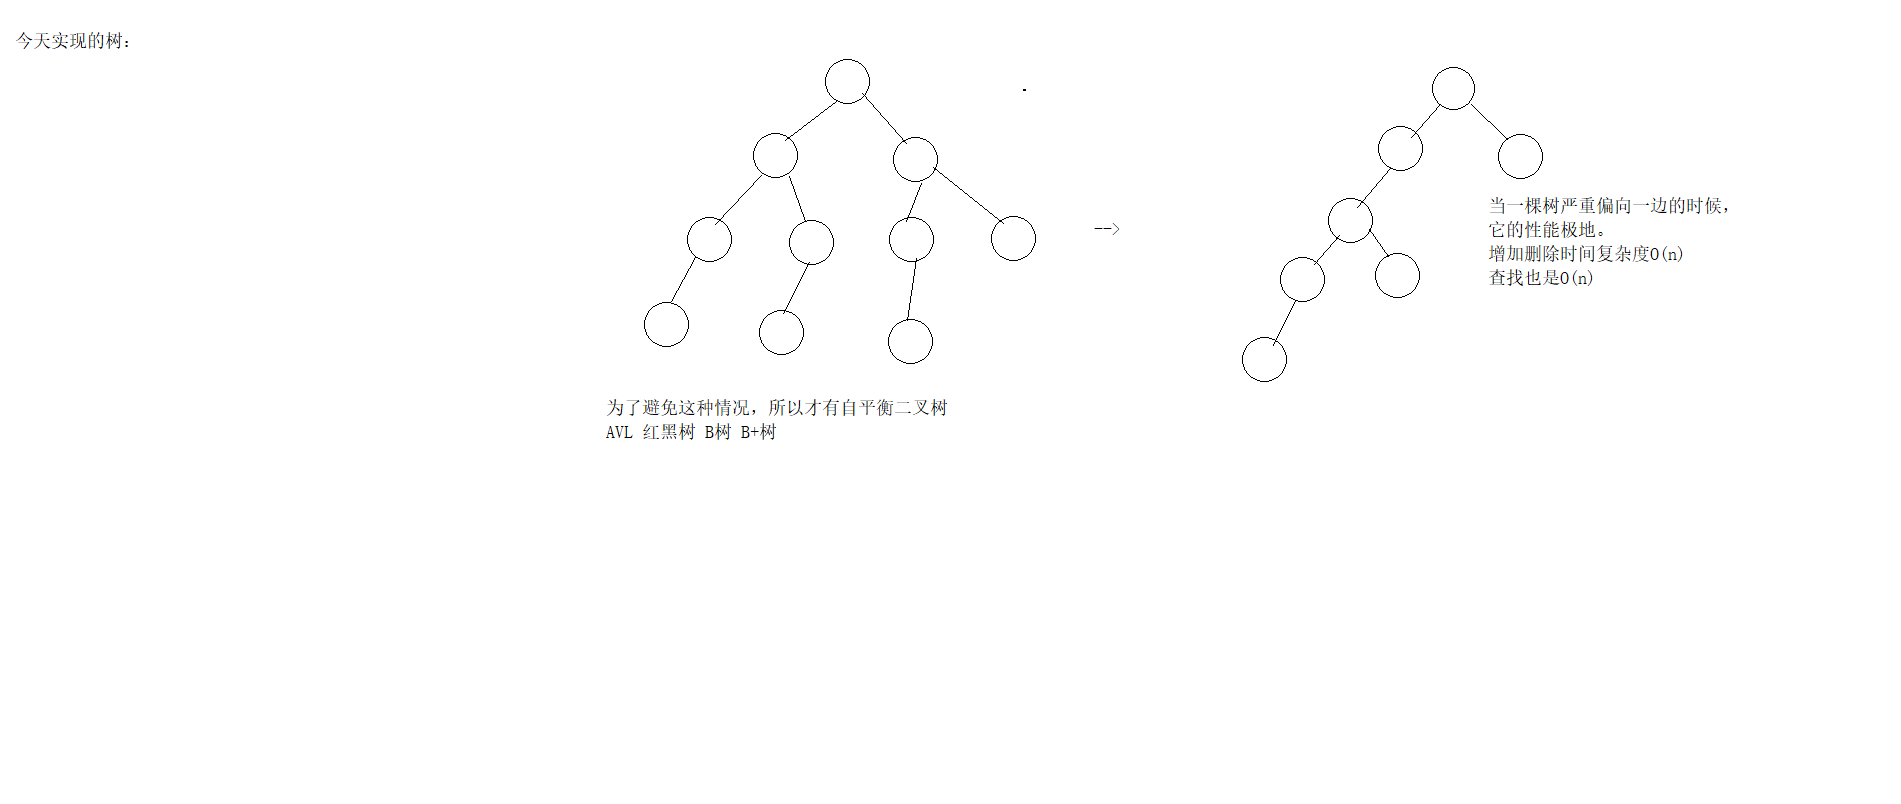 今天实现的树：
-->
当一棵树严重偏向一边的时候，
它的性能极地。
增加删除时间复杂度O(n)
查找也是O(n)
为了避免这种情况，所以才有自平衡二叉树
AVL 红黑树 B树 B+树